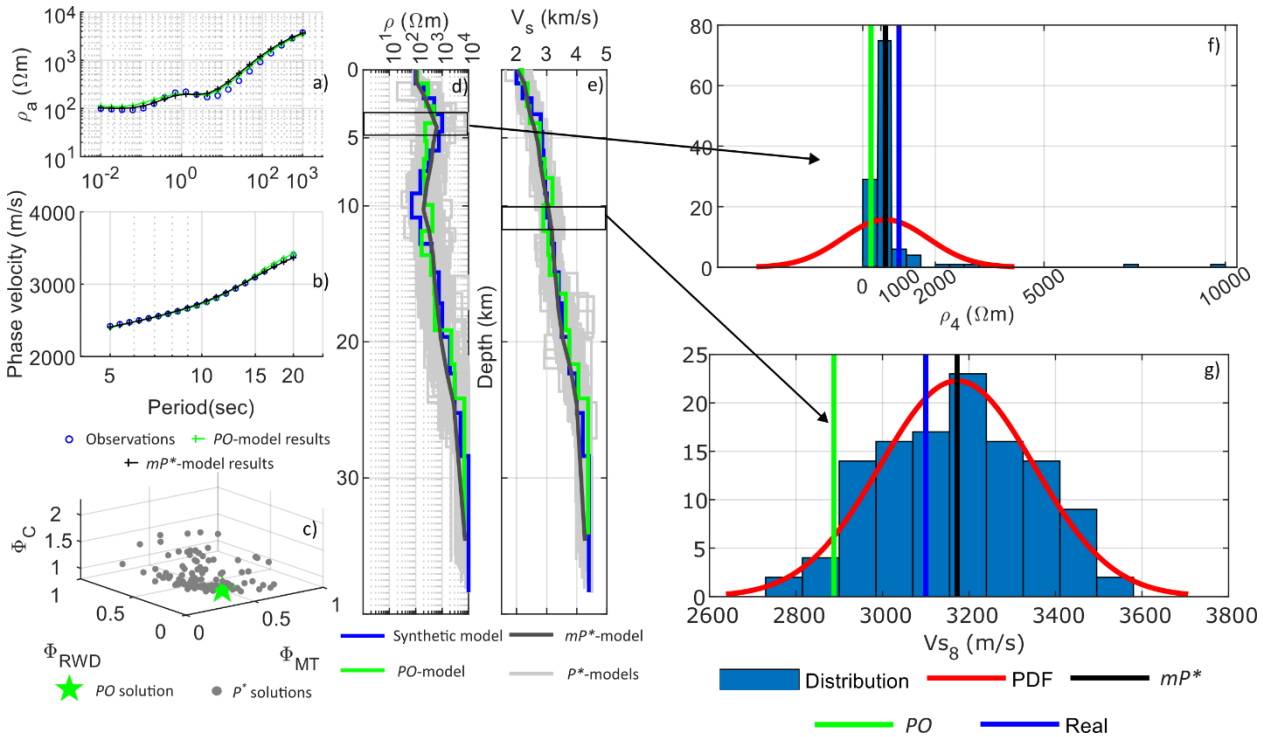 10⁴
10³
10²
10¹
ρa (Ωm)
a)
10⁻² 10⁰ 10² 10³
4000
3000
2000
Phase velocity (m/s)
b)
5 10 15 20
Period(sec)
Observations PO-model results
mP*-model results
2
1.5
1
ΦC
c)
1 0.5 0
0 0.5 1
ΦRWD
ΦMT
PO solution P* solutions
ρ (Ωm)
10¹ 10² 10³ 10⁴
d)
0
5
10
20
30
1
Vs (km/s)
2 3 4 5
e)
Depth (km)
Synthetic model mP*-model
PO-model P*-models
80
60
40
20
0
f)
0 1000 2000 5000 10000
ρ4 (Ωm)
25
20
15
10
5
0
g)
2600 2800 3000 3200 3400 3600 3800
Vs8 (m/s)
Distribution PDF mP*
PO Real